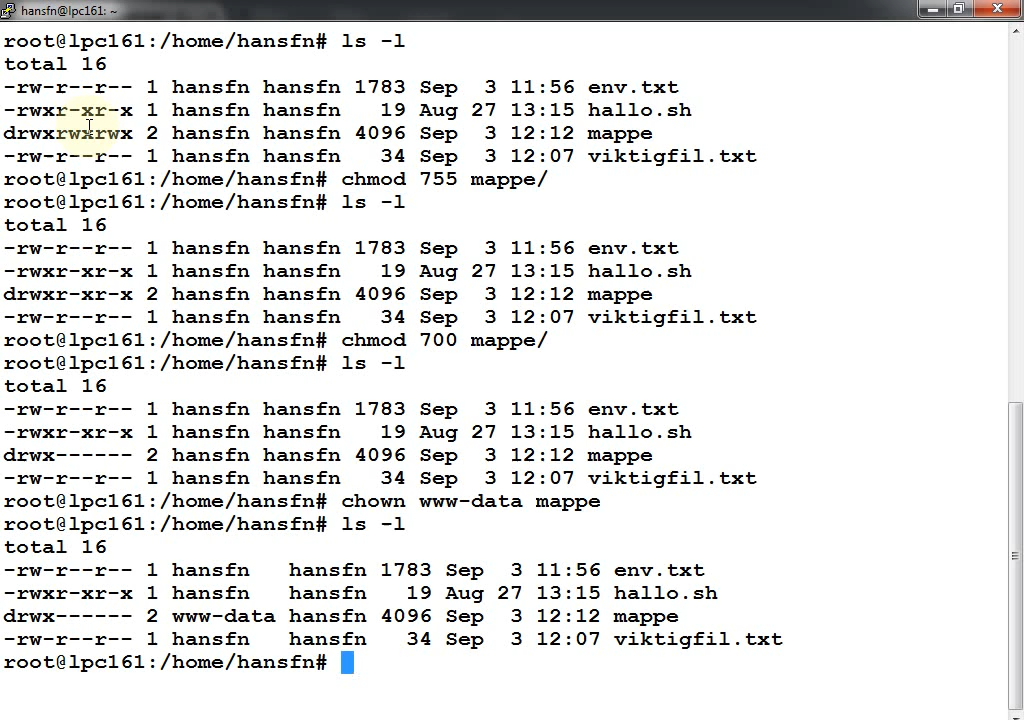 hansfn@lpc161: ~
root@lpc161:/home/hansfn# ls -l
total 16
-rw-r--r-- 1 hansfn hansfn 1783 Sep  3 11:56 env.txt
-rwxr-xr-x 1 hansfn hansfn   19 Aug 27 13:15 hallo.sh
drwxrwxrwx 2 hansfn hansfn 4096 Sep  3 12:12 mappe
-rw-r--r-- 1 hansfn hansfn   34 Sep  3 12:07 viktigfil.txt
root@lpc161:/home/hansfn# chmod 755 mappe/
root@lpc161:/home/hansfn# ls -l
total 16
-rw-r--r-- 1 hansfn hansfn 1783 Sep  3 11:56 env.txt
-rwxr-xr-x 1 hansfn hansfn   19 Aug 27 13:15 hallo.sh
drwxr-xr-x 2 hansfn hansfn 4096 Sep  3 12:12 mappe
-rw-r--r-- 1 hansfn hansfn   34 Sep  3 12:07 viktigfil.txt
root@lpc161:/home/hansfn# chmod 700 mappe/
root@lpc161:/home/hansfn# ls -l
total 16
-rw-r--r-- 1 hansfn hansfn 1783 Sep  3 11:56 env.txt
-rwxr-xr-x 1 hansfn hansfn   19 Aug 27 13:15 hallo.sh
drwx------ 2 hansfn hansfn 4096 Sep  3 12:12 mappe
-rw-r--r-- 1 hansfn hansfn   34 Sep  3 12:07 viktigfil.txt
root@lpc161:/home/hansfn# chown www-data mappe
root@lpc161:/home/hansfn# ls -l
total 16
-rw-r--r-- 1 hansfn   hansfn 1783 Sep  3 11:56 env.txt
-rwxr-xr-x 1 hansfn   hansfn   19 Aug 27 13:15 hallo.sh
drwx------ 2 www-data hansfn 4096 Sep  3 12:12 mappe
-rw-r--r-- 1 hansfn   hansfn   34 Sep  3 12:07 viktigfil.txt
root@lpc161:/home/hansfn#